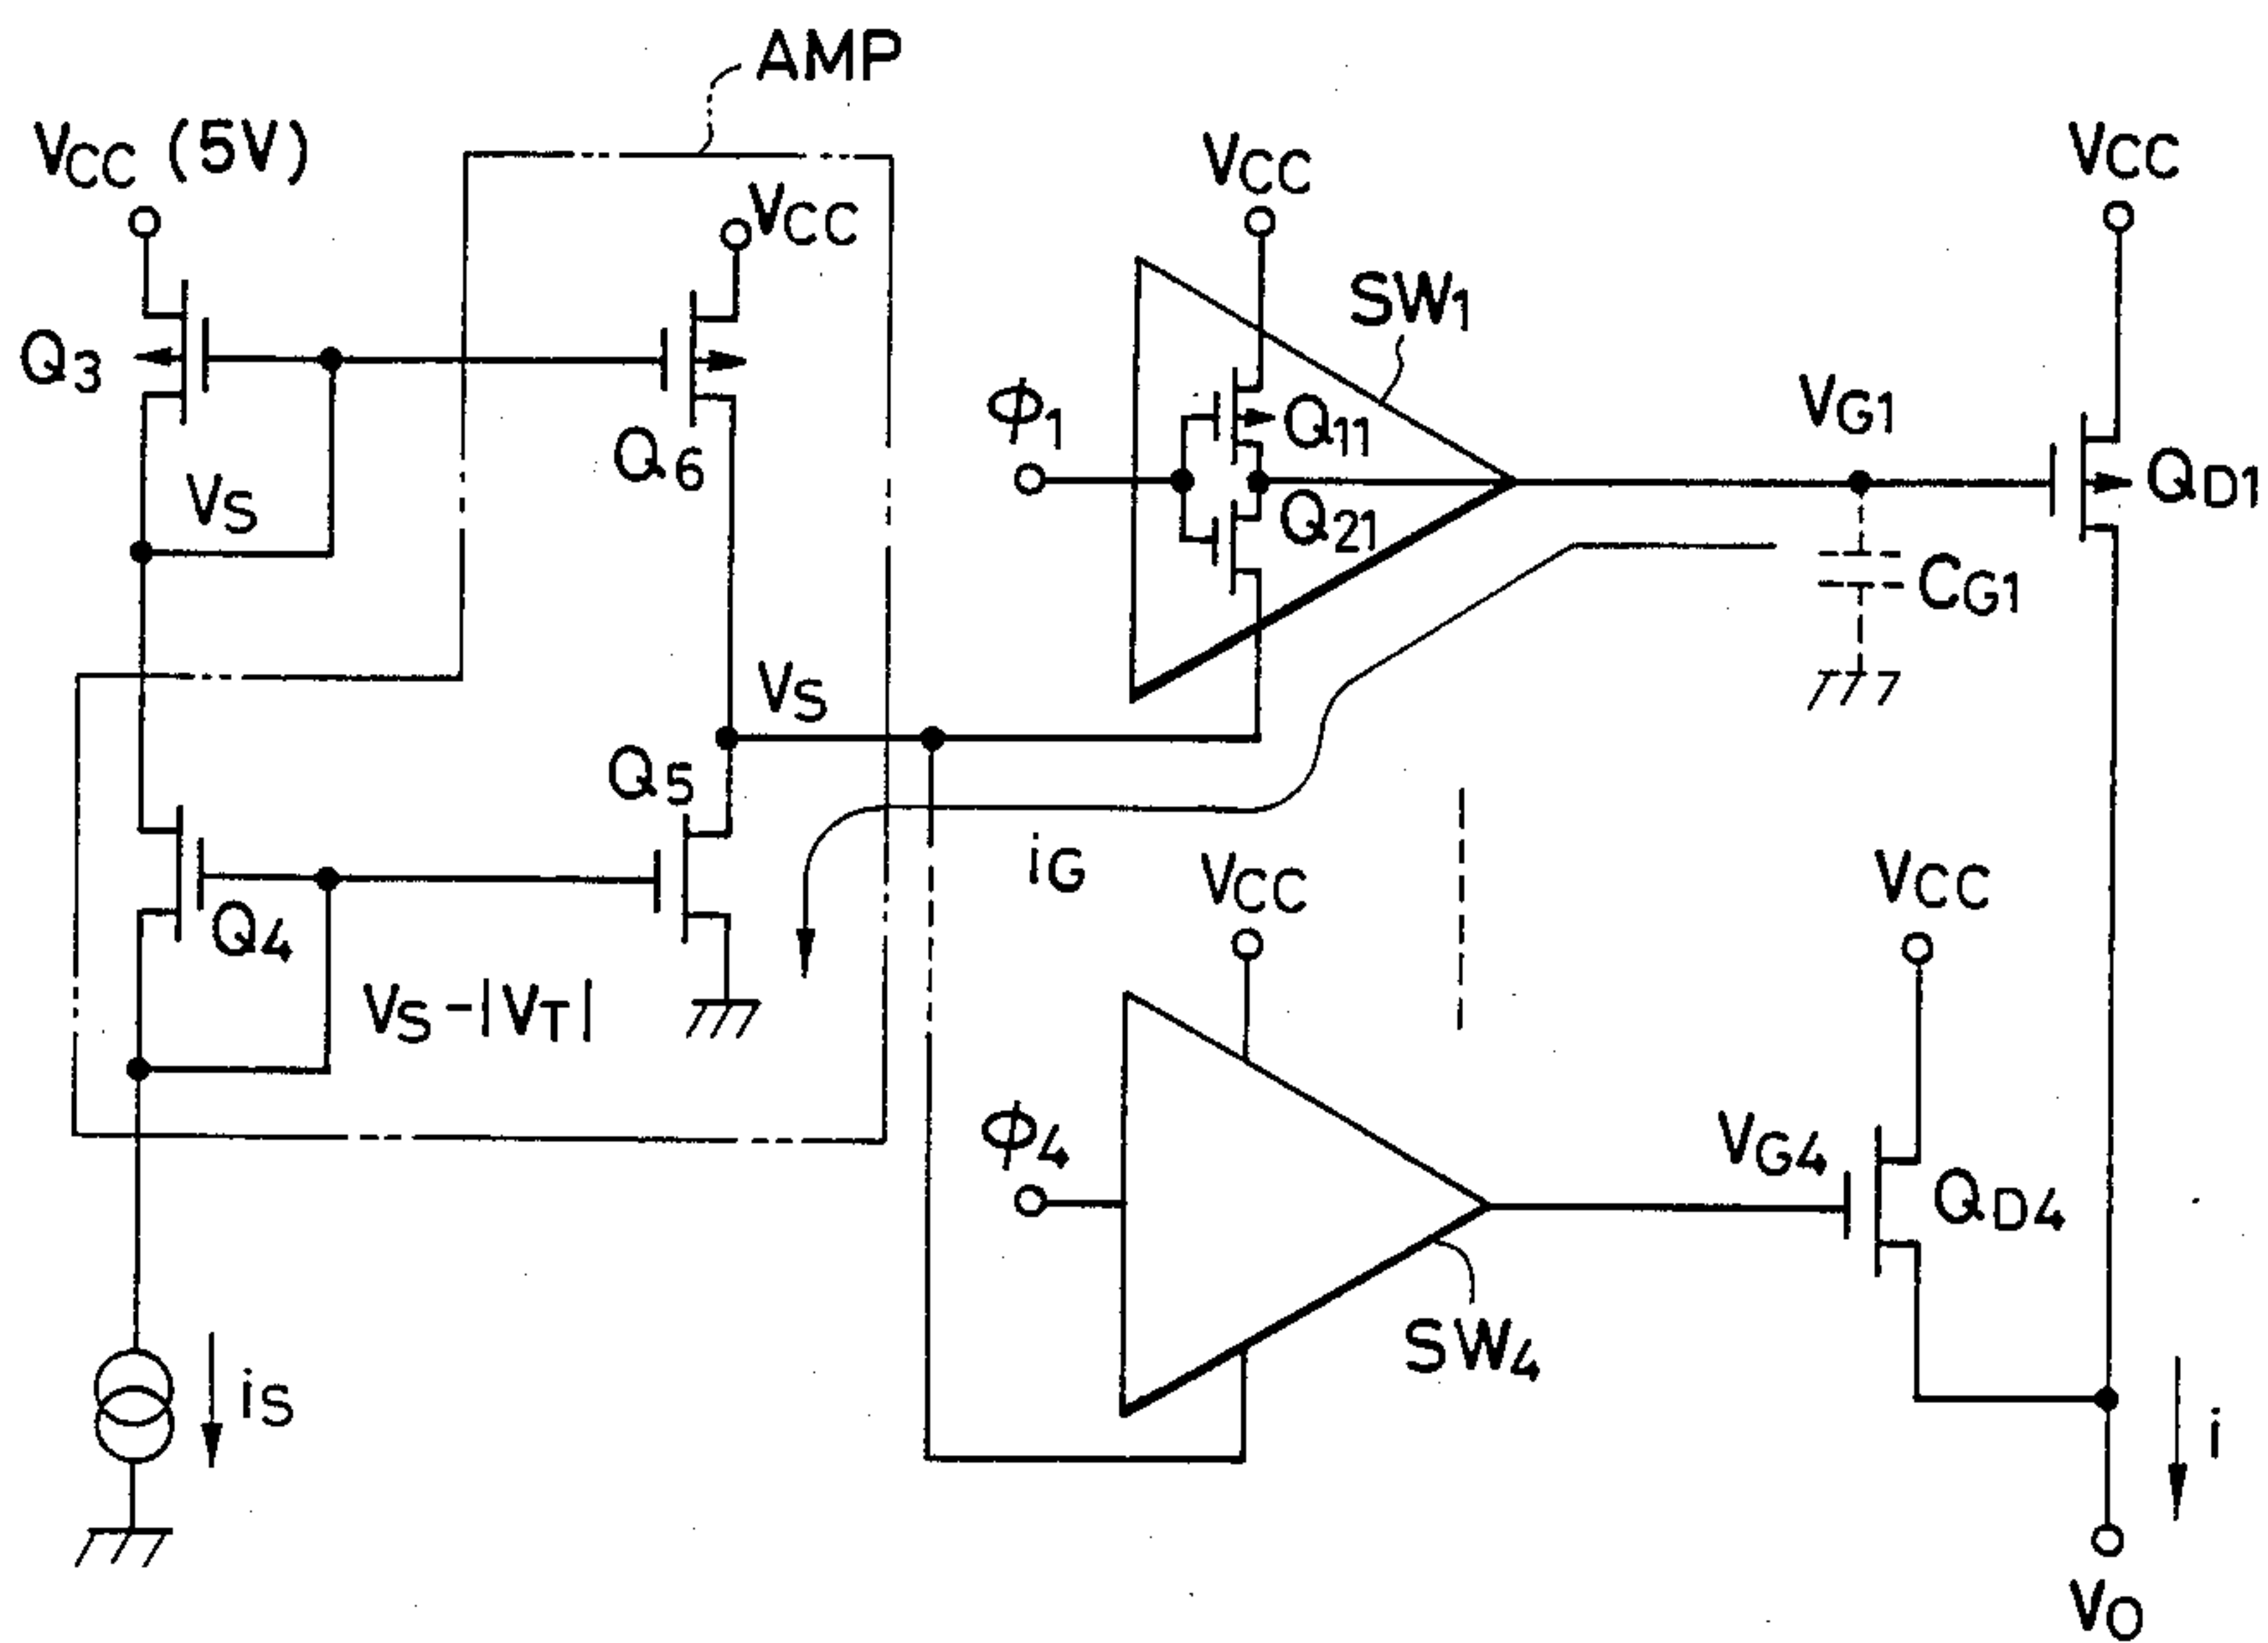 AMP
VCC (5V)
VCC
VCC
VCC
Q3
Q6
VS
φ1
SW1
Q11
Q21
VG1
QD1
CG1
VS
Q5
Q4
VS-|VT|
iG
VCC
VCC
φ4
VG4
QD4
SW4
iS
i
VO